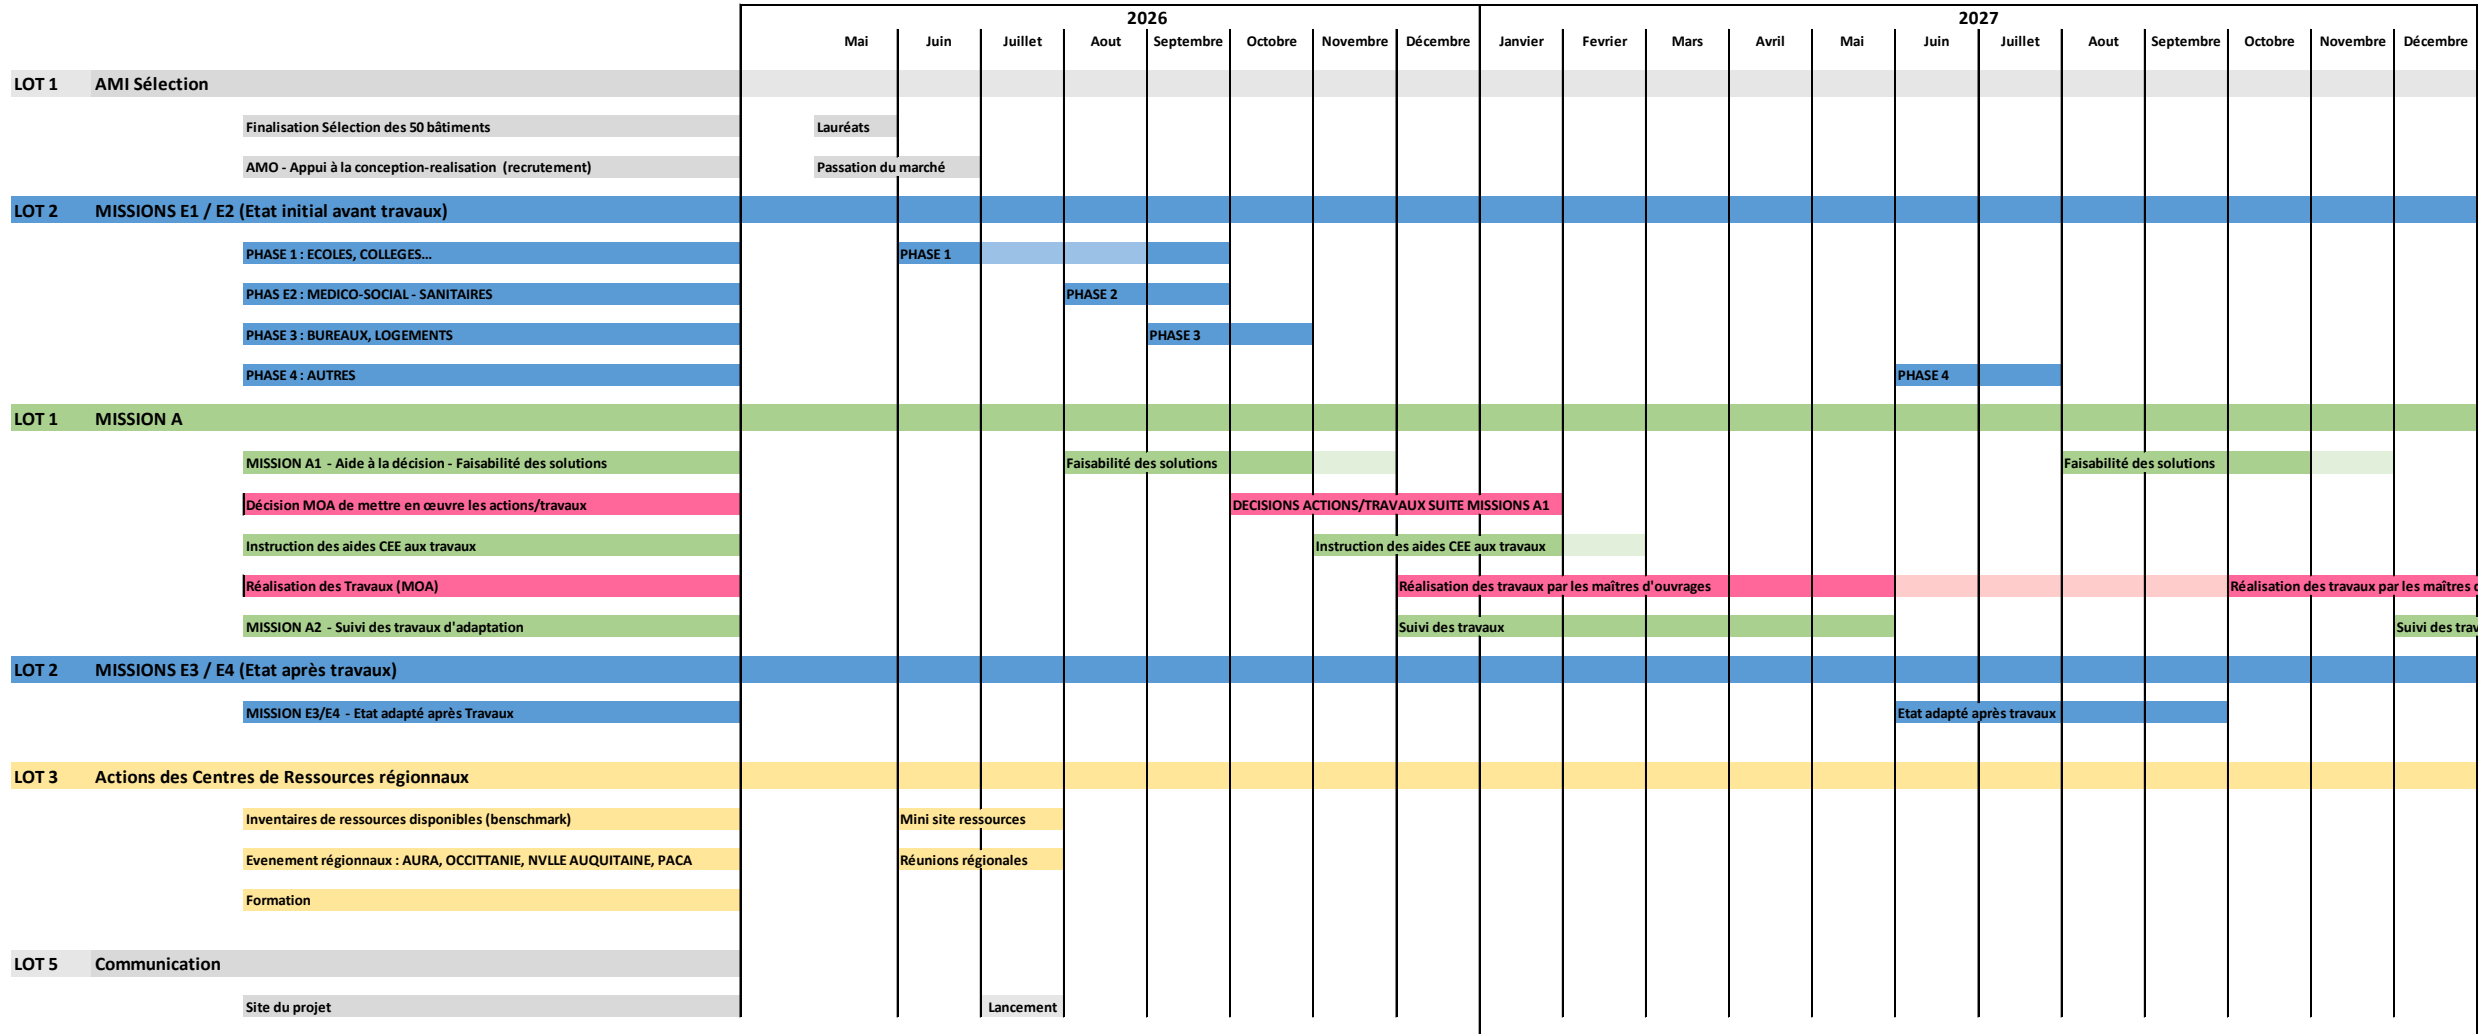 2026 2027
Mai Juin Juillet Aout Septembre Octobre Novembre Décembre Janvier Fevrier Mars Avril Mai Juin Juillet Aout Septembre Octobre Novembre Décembre
LOT 1 AMI Sélection
Finalisation Sélection des 50 bâtiments Lauréats
AMO - Appui à la conception-realisation (recrutement) Passation du marché
LOT 2 MISSIONS E1 / E2 (Etat initial avant travaux)
PHASE 1 : ECOLES, COLLEGES... PHASE 1
PHAS E2 : MEDICO-SOCIAL - SANITAIRES PHASE 2
PHASE 3 : BUREAUX, LOGEMENTS PHASE 3
PHASE 4 : AUTRES PHASE 4
LOT 1 MISSION A
MISSION A1 - Aide à la décision - Faisabilité des solutions Faisabilité des solutions Faisabilité des solutions
Décision MOA de mettre en œuvre les actions/travaux DECISIONS ACTIONS/TRAVAUX SUITE MISSIONS A1
Instruction des aides CEE aux travaux Instruction des aides CEE aux travaux
Réalisation des Travaux (MOA) Réalisation des travaux par les maîtres d'ouvrages Réalisation des travaux par les maîtres
MISSION A2 - Suivi des travaux d'adaptation Suivi des travaux Suivi des trav
LOT 2 MISSIONS E3 / E4 (Etat après travaux)
MISSION E3/E4 - Etat adapté après Travaux Etat adapté après travaux
LOT 3 Actions des Centres de Ressources régionnaux
Inventaires de ressources disponibles (benschmark) Mini site ressources
Evenement régionnaux : AURA, OCCITTANIE, NVLLE AUQUITAINE, PACA Réunions régionales
Formation
LOT 5 Communication
Site du projet Lancement